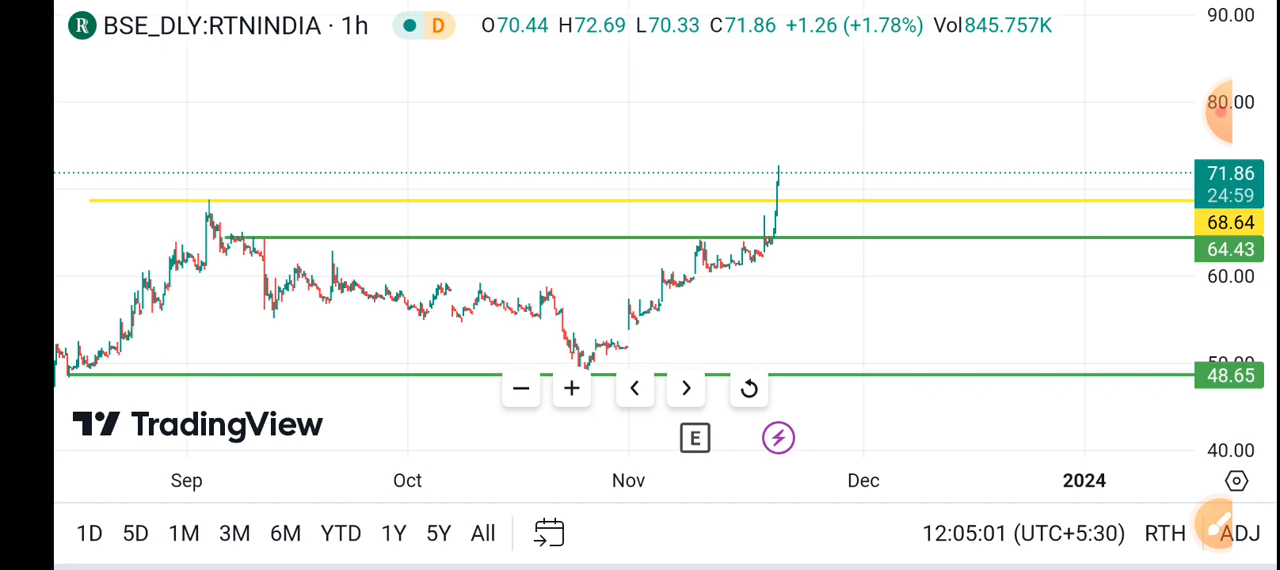 BSE_DLY:RTNINDIA · 1h D O70.44 H72.69 L70.33 C71.86 +1.26 (+1.78%) Vol845.757K
90.00
80.00
71.86
24:59
68.64
64.43
60.00
50.00
48.65
TradingView
E
40.00
Sep Oct Nov Dec 2024
1D 5D 1M 3M 6M YTD 1Y 5Y All 12:05:01 (UTC+5:30) RTH ADJ